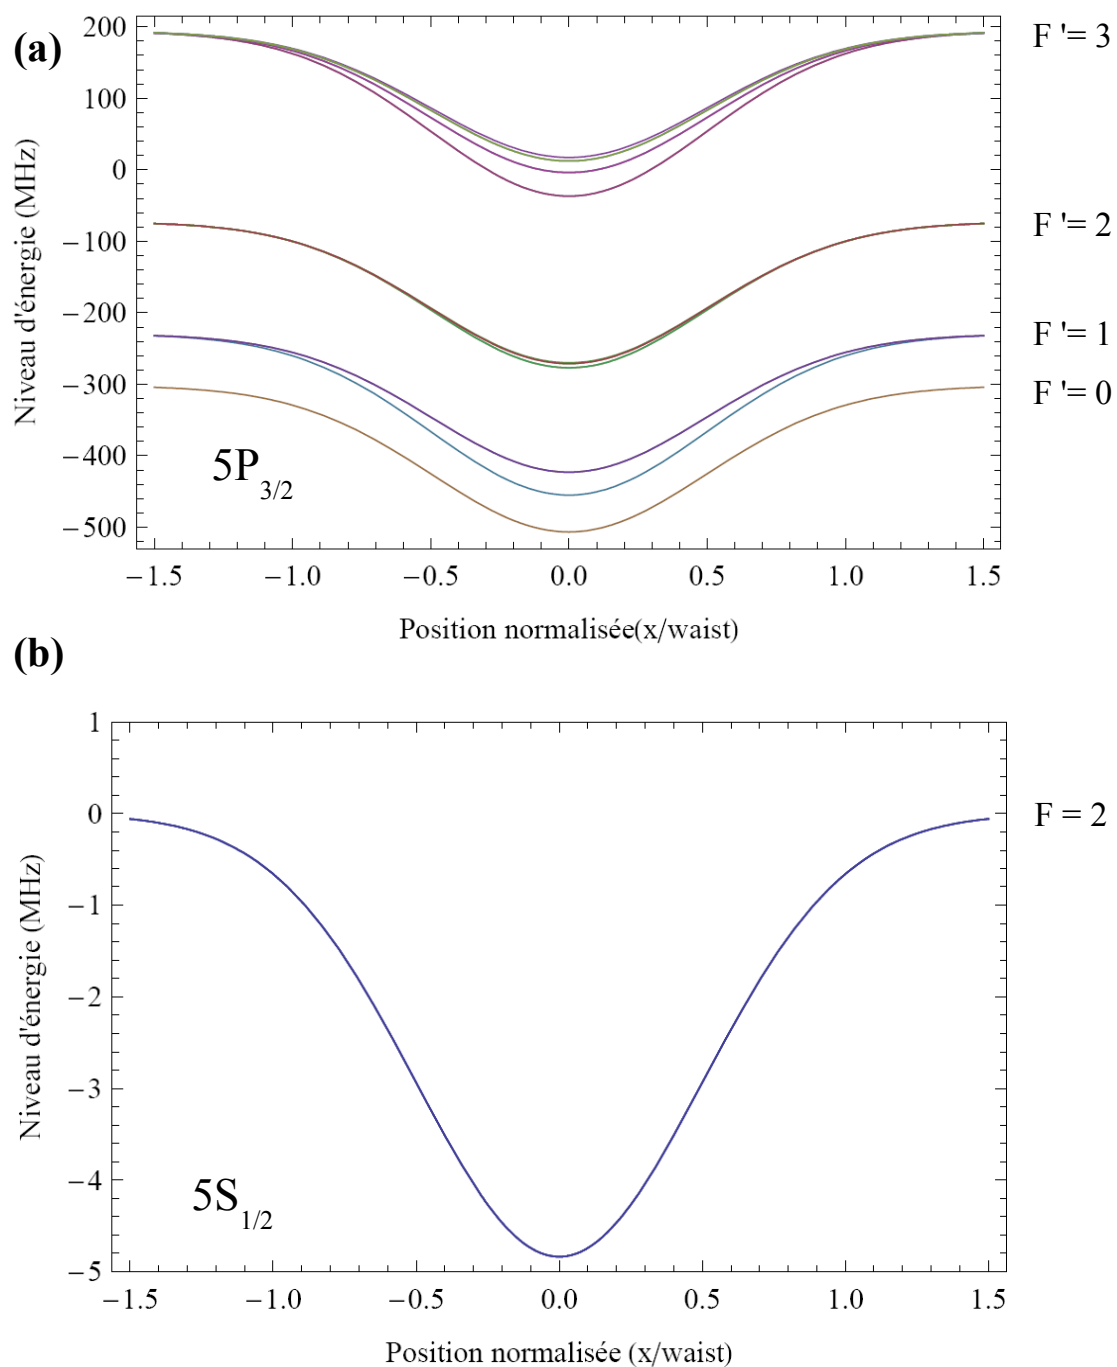 (a)
200
100
0
−100
−200
−300
−400
−500
Niveau d'énergie (MHz)
F '= 3
F '= 2
F '= 1
F '= 0
5P3/2
−1.5 −1.0 −0.5 0.0 0.5 1.0 1.5
Position normalisée(x/waist)
(b)
1
0
−1
−2
−3
−4
−5
Niveau d'énergie (MHz)
F = 2
5S1/2
−1.5 −1.0 −0.5 0.0 0.5 1.0 1.5
Position normalisée (x/waist)